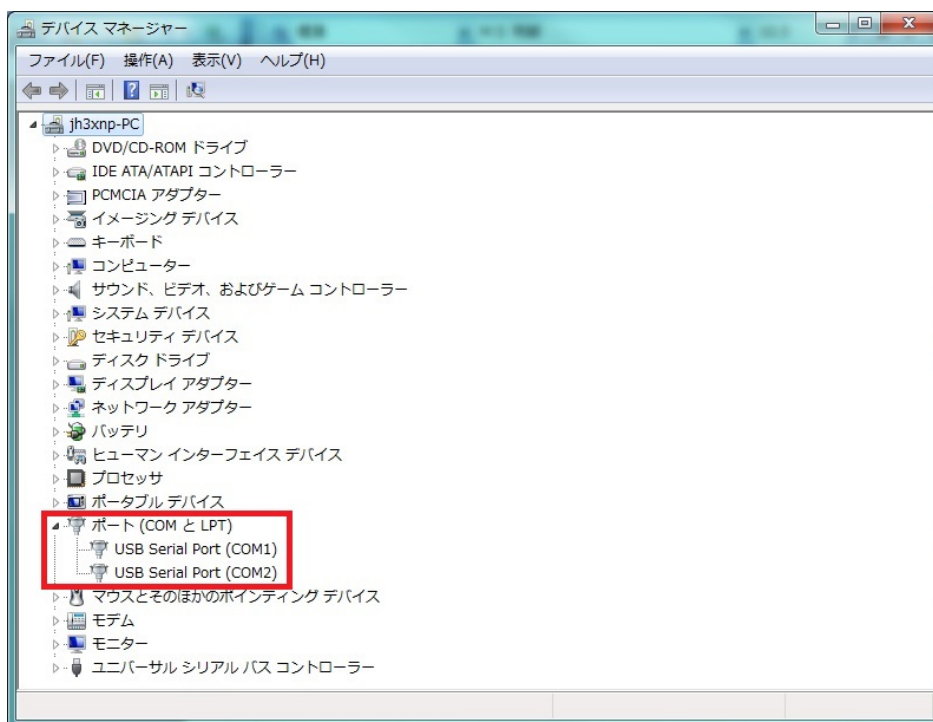 デバイス マネージャー
ファイル(F) 操作(A) 表示(V) ヘルプ(H)
jh3xnp-PC
DVD/CD-ROM ドライブ
IDE ATA/ATAPI コントローラー
PCMCIA アダプター
イメージング デバイス
キーボード
コンピューター
サウンド、ビデオ、およびゲーム コントローラー
システム デバイス
セキュリティ デバイス
ディスク ドライブ
ディスプレイ アダプター
ネットワーク アダプター
バッテリ
ヒューマン インターフェイス デバイス
プロセッサ
ポータブル デバイス
ポート (COM と LPT)
USB Serial Port (COM1)
USB Serial Port (COM2)
マウスとそのほかのポインティング デバイス
モデム
モニター
ユニバーサル シリアル バス コントローラー